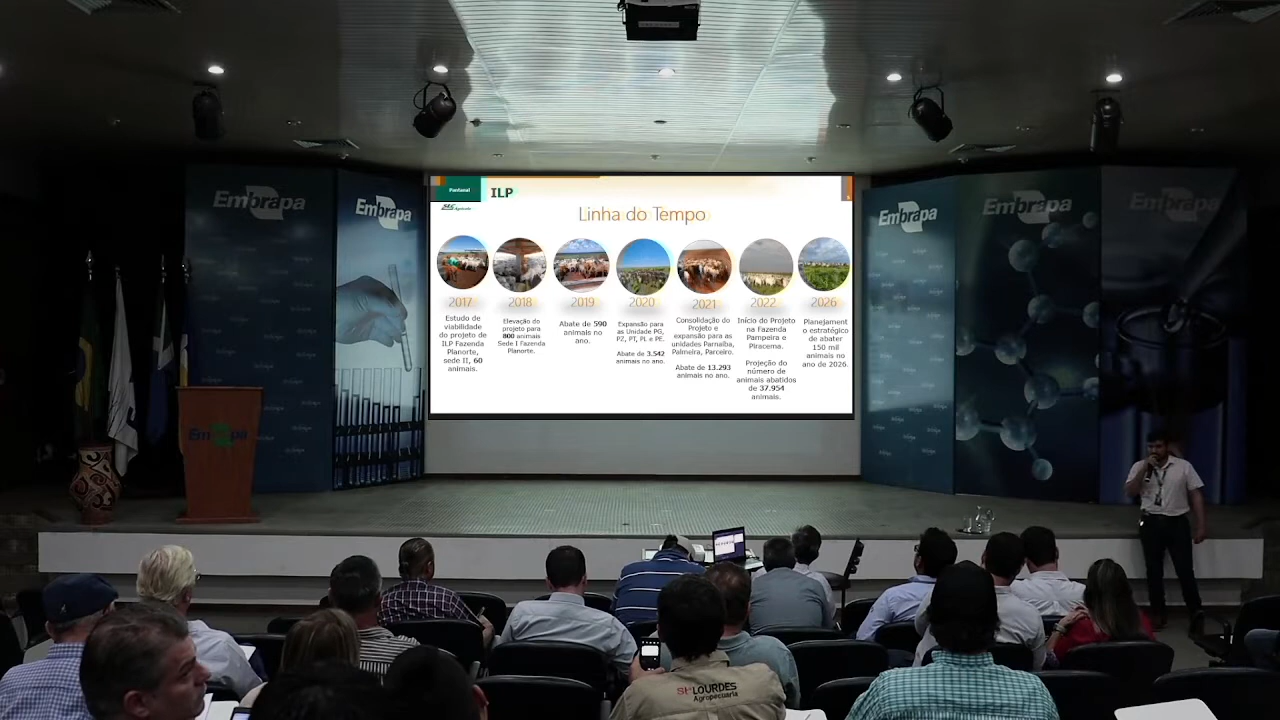 Embrapa
Embrapa
Embrapa
Embrapa
Embrapa
Pantanal
ILP
SLC Agrícola
Linha do Tempo
2017
Estudo de
viabilidade
do projeto de
ILP Fazenda
Planorte,
sede II, 60
animais.
2018
Elevação do
projeto para
800 animais
Sede I Fazenda
Planorte.
2019
Abate de 590
animais no
ano.
2020
Expansão para
as Unidade PG,
PZ, PT, PL e PE.
Abate de 3.542
animais no ano.
2021
Consolidação do
Projeto e
expansão para as
unidades Parnaíba,
Palmeira, Parceiro.
Abate de 13.293
animais no ano.
2022
Início do Projeto
na Fazenda
Pampeira e
Piracema.
Projeção do
número de
animais abatidos
de 37.954
animais.
2026
Planejament
o estratégico
de abater
150 mil
animais no
ano de 2026.
Embrapa
LOURDES
Agropecuária